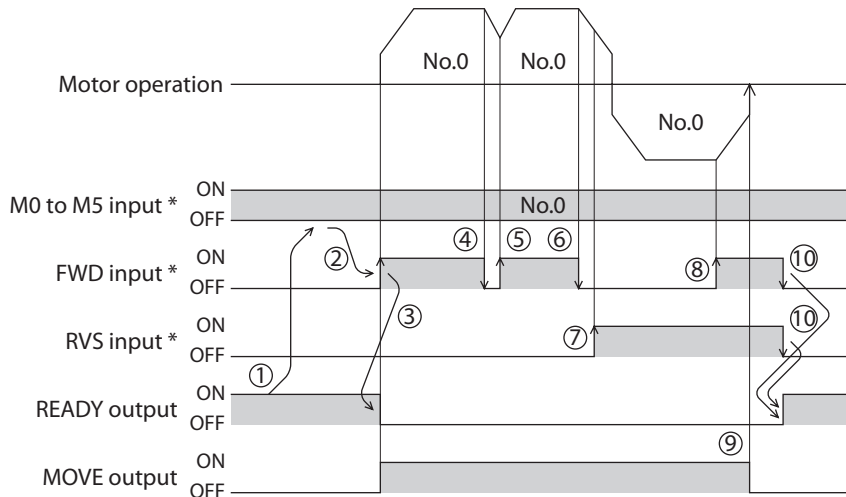 No.0
No.0
Motor operation
No.0
M0 to M5 input *
ON
OFF
No.0
FWD input *
ON
OFF
②
④
⑤
⑥
⑧
⑩
RVS input *
ON
OFF
③
⑦
⑩
①
READY output
ON
OFF
MOVE output
ON
OFF
⑨